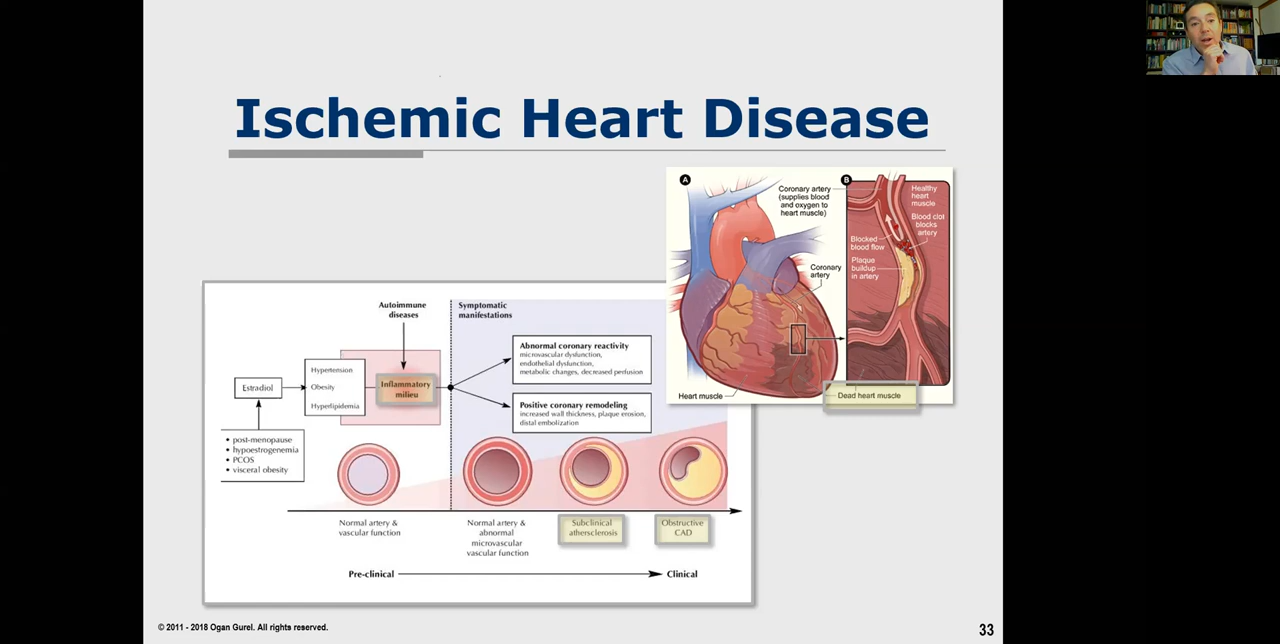 Ischemic Heart Disease
A
Coronary artery
(supplies blood
and oxygen to
heart muscle)
Coronary
artery
Heart muscle
B
Healthy
heart
muscle
Blood clot
blocks
artery
Blocked
blood flow
Plaque
buildup
in artery
Dead heart muscle
Autoimmune
diseases
Symptomatic
manifestations
Estradiol
Hypertension
Obesity
Hyperlipidemia
Inflammatory
milieu
Abnormal coronary reactivity
microvascular dysfunction,
endothelial dysfunction,
metabolic changes, decreased perfusion
Positive coronary remodeling
increased wall thickness, plaque erosion,
distal embolization
• post-menopause
• hypoestrogenemia
• PCOS
• visceral obesity
Normal artery &
vascular function
Normal artery &
abnormal
microvascular
vascular function
Subclinical
athersclerosis
Obstructive
CAD
Pre-clinical
Clinical
© 2011 - 2018 Ogan Gurel. All rights reserved.
33